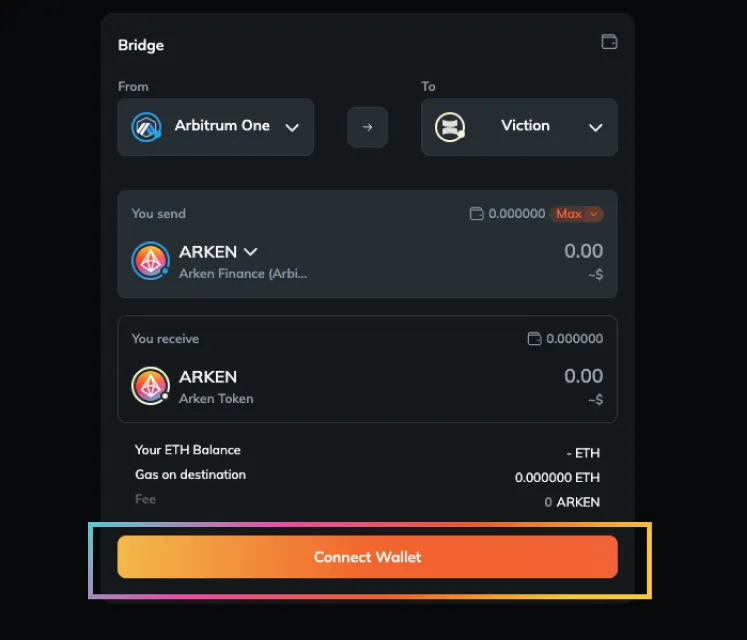 Bridge
From
To
Arbitrum One
Viction
You send
0.000000 Max
ARKEN
0.00
Arken Finance (Arbi...
~$
You receive
0.000000
ARKEN
0.00
Arken Token
~$
Your ETH Balance
- ETH
Gas on destination
0.000000 ETH
Fee
0 ARKEN
Connect Wallet